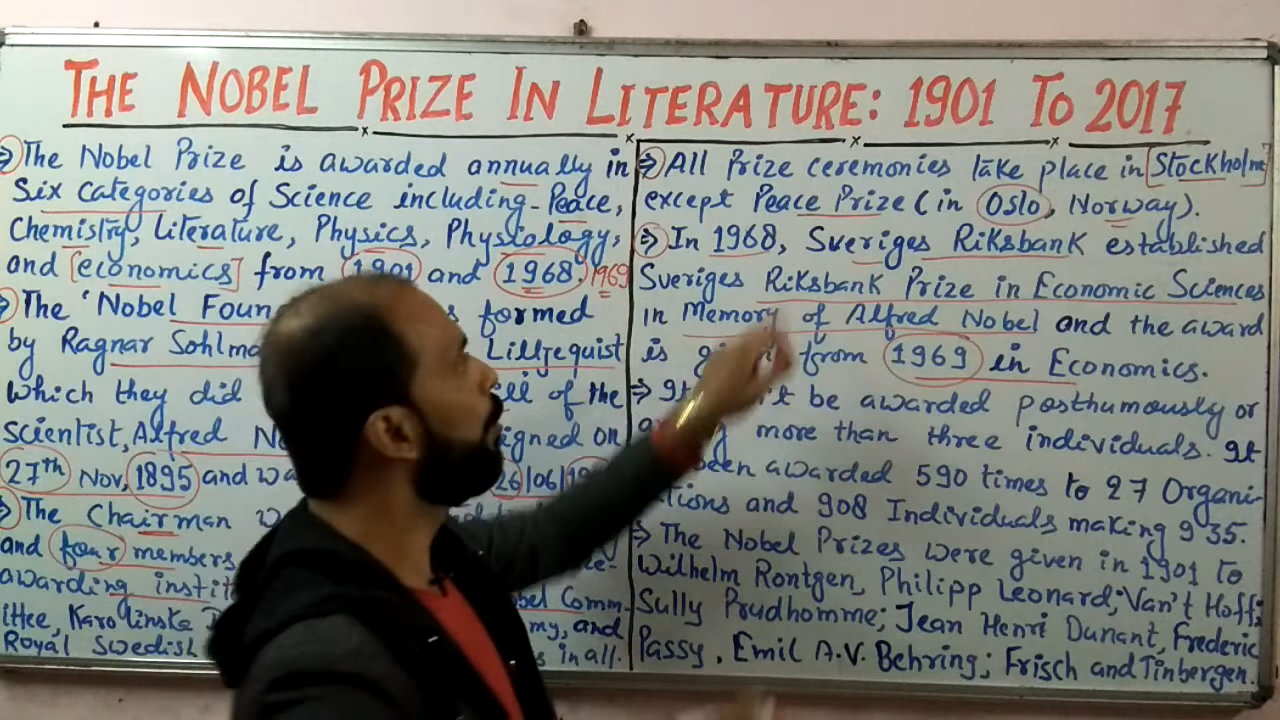 THE NOBEL PRIZE IN LITERATURE: 1901 TO 2017
⇒ The Nobel Prize is awarded annually in
Six Categories of Science including-Peace,
Chemistry, Literature, Physics, Physiology,
and [economics] from 1901 and 1968. 1969
⇒ The 'Nobel Foun formed
by Ragnar Sohlma Liljequist
which they did of the
scientist, Alfred igned on
27th Nov, 1895 and 26/06/
⇒ The Chairman
and four members
awarding instit
ittee, Karolinska Comm-
Royal Swedish my, and
in all.
⇒ All Prize ceremonies take place in [Stockholm]
except Peace Prize (in Oslo, Norway).
⇒ In 1968, Sveriges Riksbank established
Sveriges Riksbank Prize in Economic Sciences
in Memory of Alfred Nobel and the award
is from 1969 in Economics.
⇒ It be awarded posthumously or
more than three individuals. It
been awarded 590 times to 27 Organi-
tions and 908 Individuals making 935.
⇒ The Nobel Prizes were given in 1901 to
Wilhelm Rontgen, Philipp Leonard; Van't Hoff;
Sully Prudhomme; Jean Henri Dunant, Frederic
Passy, Emil A.V. Behring; Frisch and Tinbergen.